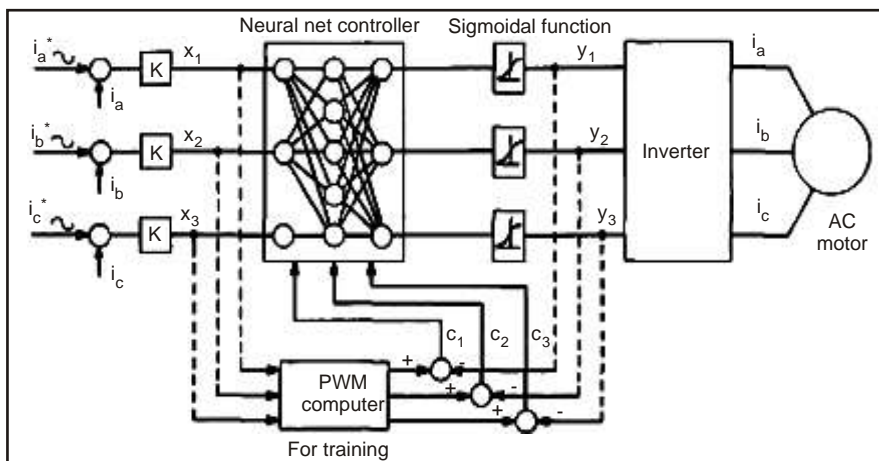 Neural net controller
Sigmoidal function
i_a*
K
x_1
y_1
i_a
i_a
i_b*
K
x_2
y_2
Inverter
i_b
i_b
i_c*
K
x_3
y_3
i_c
AC
motor
i_c
c_1
c_2
c_3
+
-
PWM
computer
+
-
+
-
For training